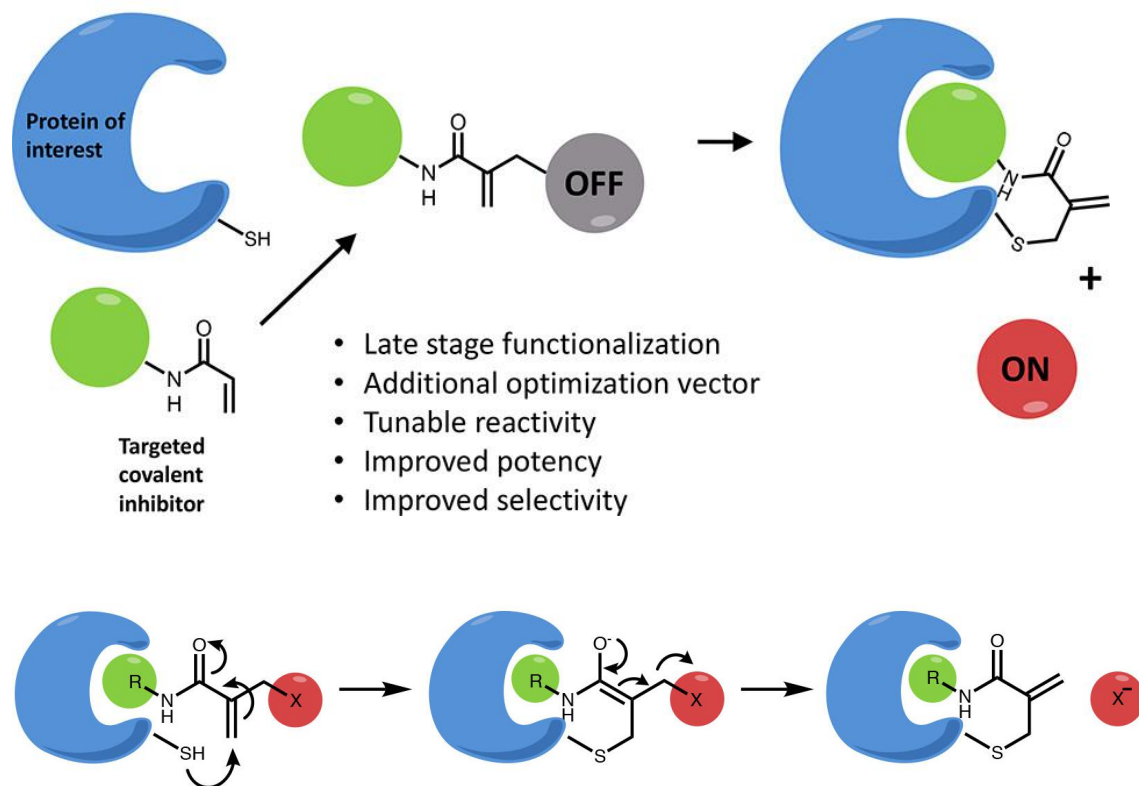 Protein of
interest
SH
O
N
H
OFF
O
N
H
S
+
ON
O
N
H
Targeted
covalent
inhibitor
• Late stage functionalization
• Additional optimization vector
• Tunable reactivity
• Improved potency
• Improved selectivity
R
N
H
O
X
SH
R
N
H
O-
X
S
R
N
H
O
S
X-